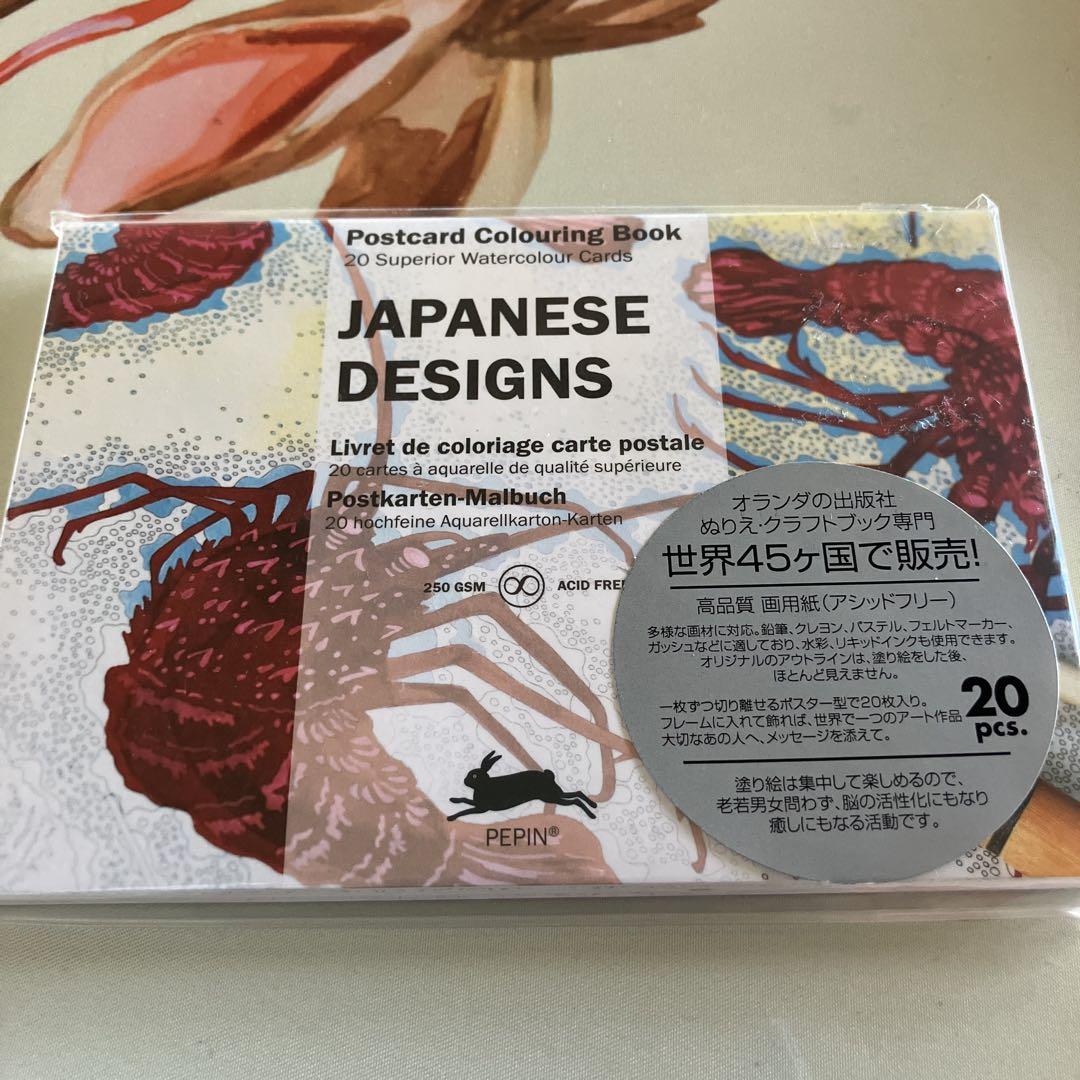 Postcard Colouring Book
20 Superior Watercolour Cards
JAPANESE
DESIGNS
Livret de coloriage carte postale
20 cartes à aquarelle de qualité supérieure
Postkarten-Malbuch
20 hochfeine Aquarellkarton-Karten
250 GSM
ACID FREE
PEPIN®
オランダの出版社
ぬりえ・クラフトブック専門
世界45ヶ国で販売!
高品質 画用紙(アシッドフリー)
多様な画材に対応。鉛筆、クレヨン、パステル、フェルトマーカー、
ガッシュなどに適しており、水彩、リキッドインクも使用できます。
オリジナルのアウトラインは、塗り絵をした後、
ほとんど見えません。
一枚ずつ切り離せるポスター型で20枚入り。
フレームに入れて飾れば、世界で一つのアート作品
大切なあの人へ、メッセージを添えて。
20
pcs.
塗り絵は集中して楽しめるので、
老若男女問わず、脳の活性化にもなり
癒しにもなる活動です。